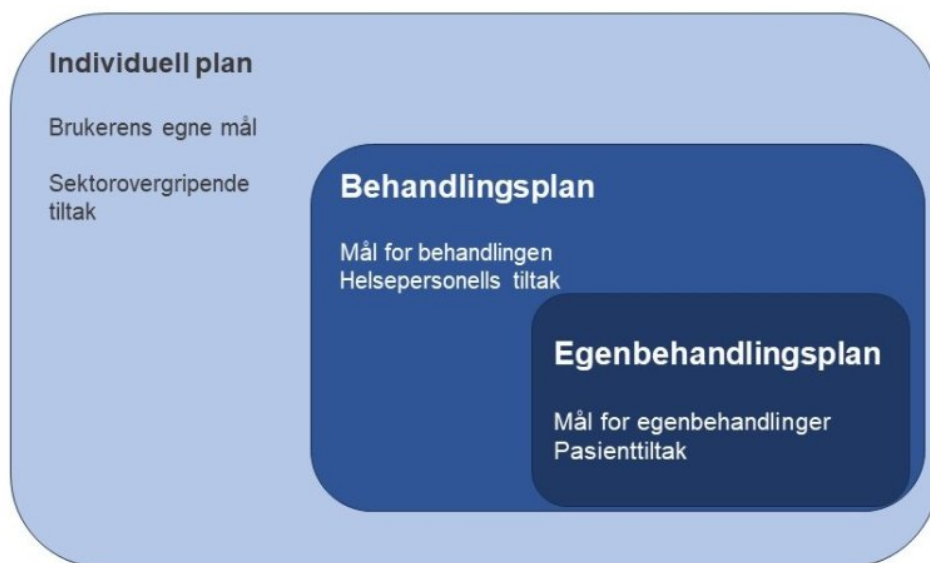 Individuell plan
Brukerens egne mål
Sektorovergripende
tiltak
Behandlingsplan
Mål for behandlingen
Helsepersonells tiltak
Egenbehandlingsplan
Mål for egenbehandlinger
Pasienttiltak